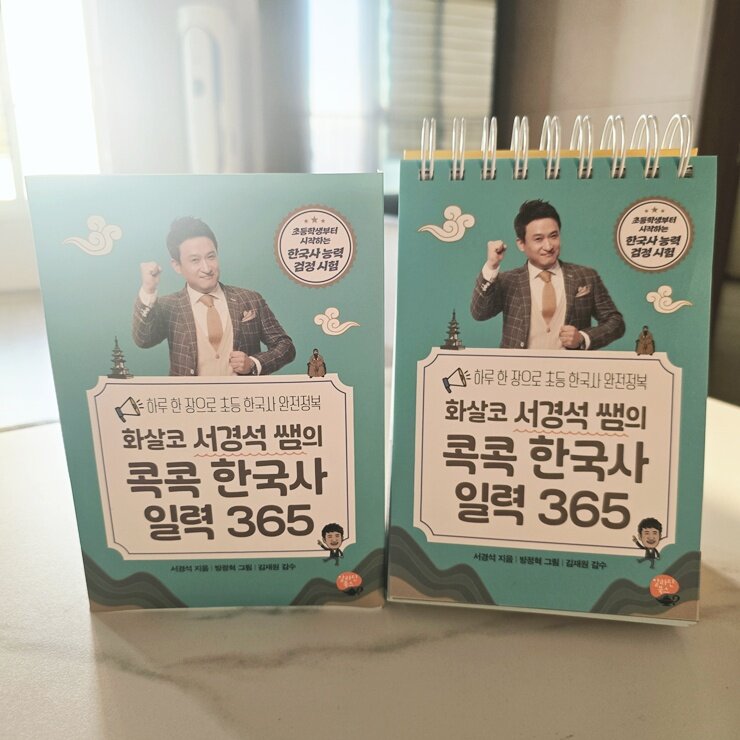 초등학생부터
시작하는
한국사 능력
검정 시험
하루 한 장으로 초등 한국사 완전정복
화살코 서경석 쌤의
콕콕 한국사
일력 365
서경석 지음 | 방정혁 그림 | 김재원 감수
초등학생부터
시작하는
한국사 능력
검정 시험
하루 한 장으로 초등 한국사 완전정복
화살코 서경석 쌤의
콕콕 한국사
일력 365
서경석 지음 | 방정혁 그림 | 김재원 감수